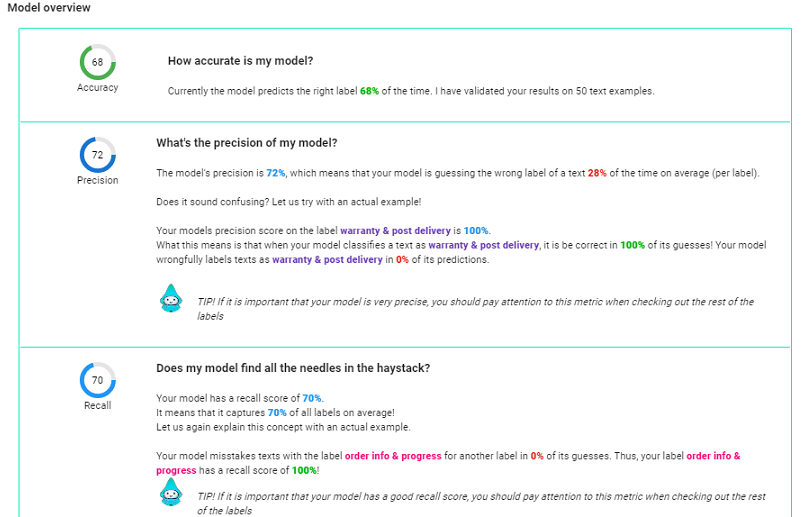 Model overview
68
Accuracy
How accurate is my model?
Currently the model predicts the right label 68% of the time. I have validated your results on 50 text examples.
72
Precision
What's the precision of my model?
The model's precision is 72%, which means that your model is guessing the wrong label of a text 28% of the time on average (per label).
Does it sound confusing? Let us try with an actual example!
Your models precision score on the label warranty & post delivery is 100%.
What this means is that when your model classifies a text as warranty & post delivery, it is be correct in 100% of its guesses! Your model
wrongfully labels texts as warranty & post delivery in 0% of its predictions.
TIP! If it is important that your model is very precise, you should pay attention to this metric when checking out the rest of the
labels
70
Recall
Does my model find all the needles in the haystack?
Your model has a recall score of 70%.
It means that it captures 70% of all labels on average!
Let us again explain this concept with an actual example.
Your model misstakes texts with the label order info & progress for another label in 0% of its guesses. Thus, your label order info &
progress has a recall score of 100%!
TIP! If it is important that your model has a good recall score, you should pay attention to this metric when checking out the rest
of the labels